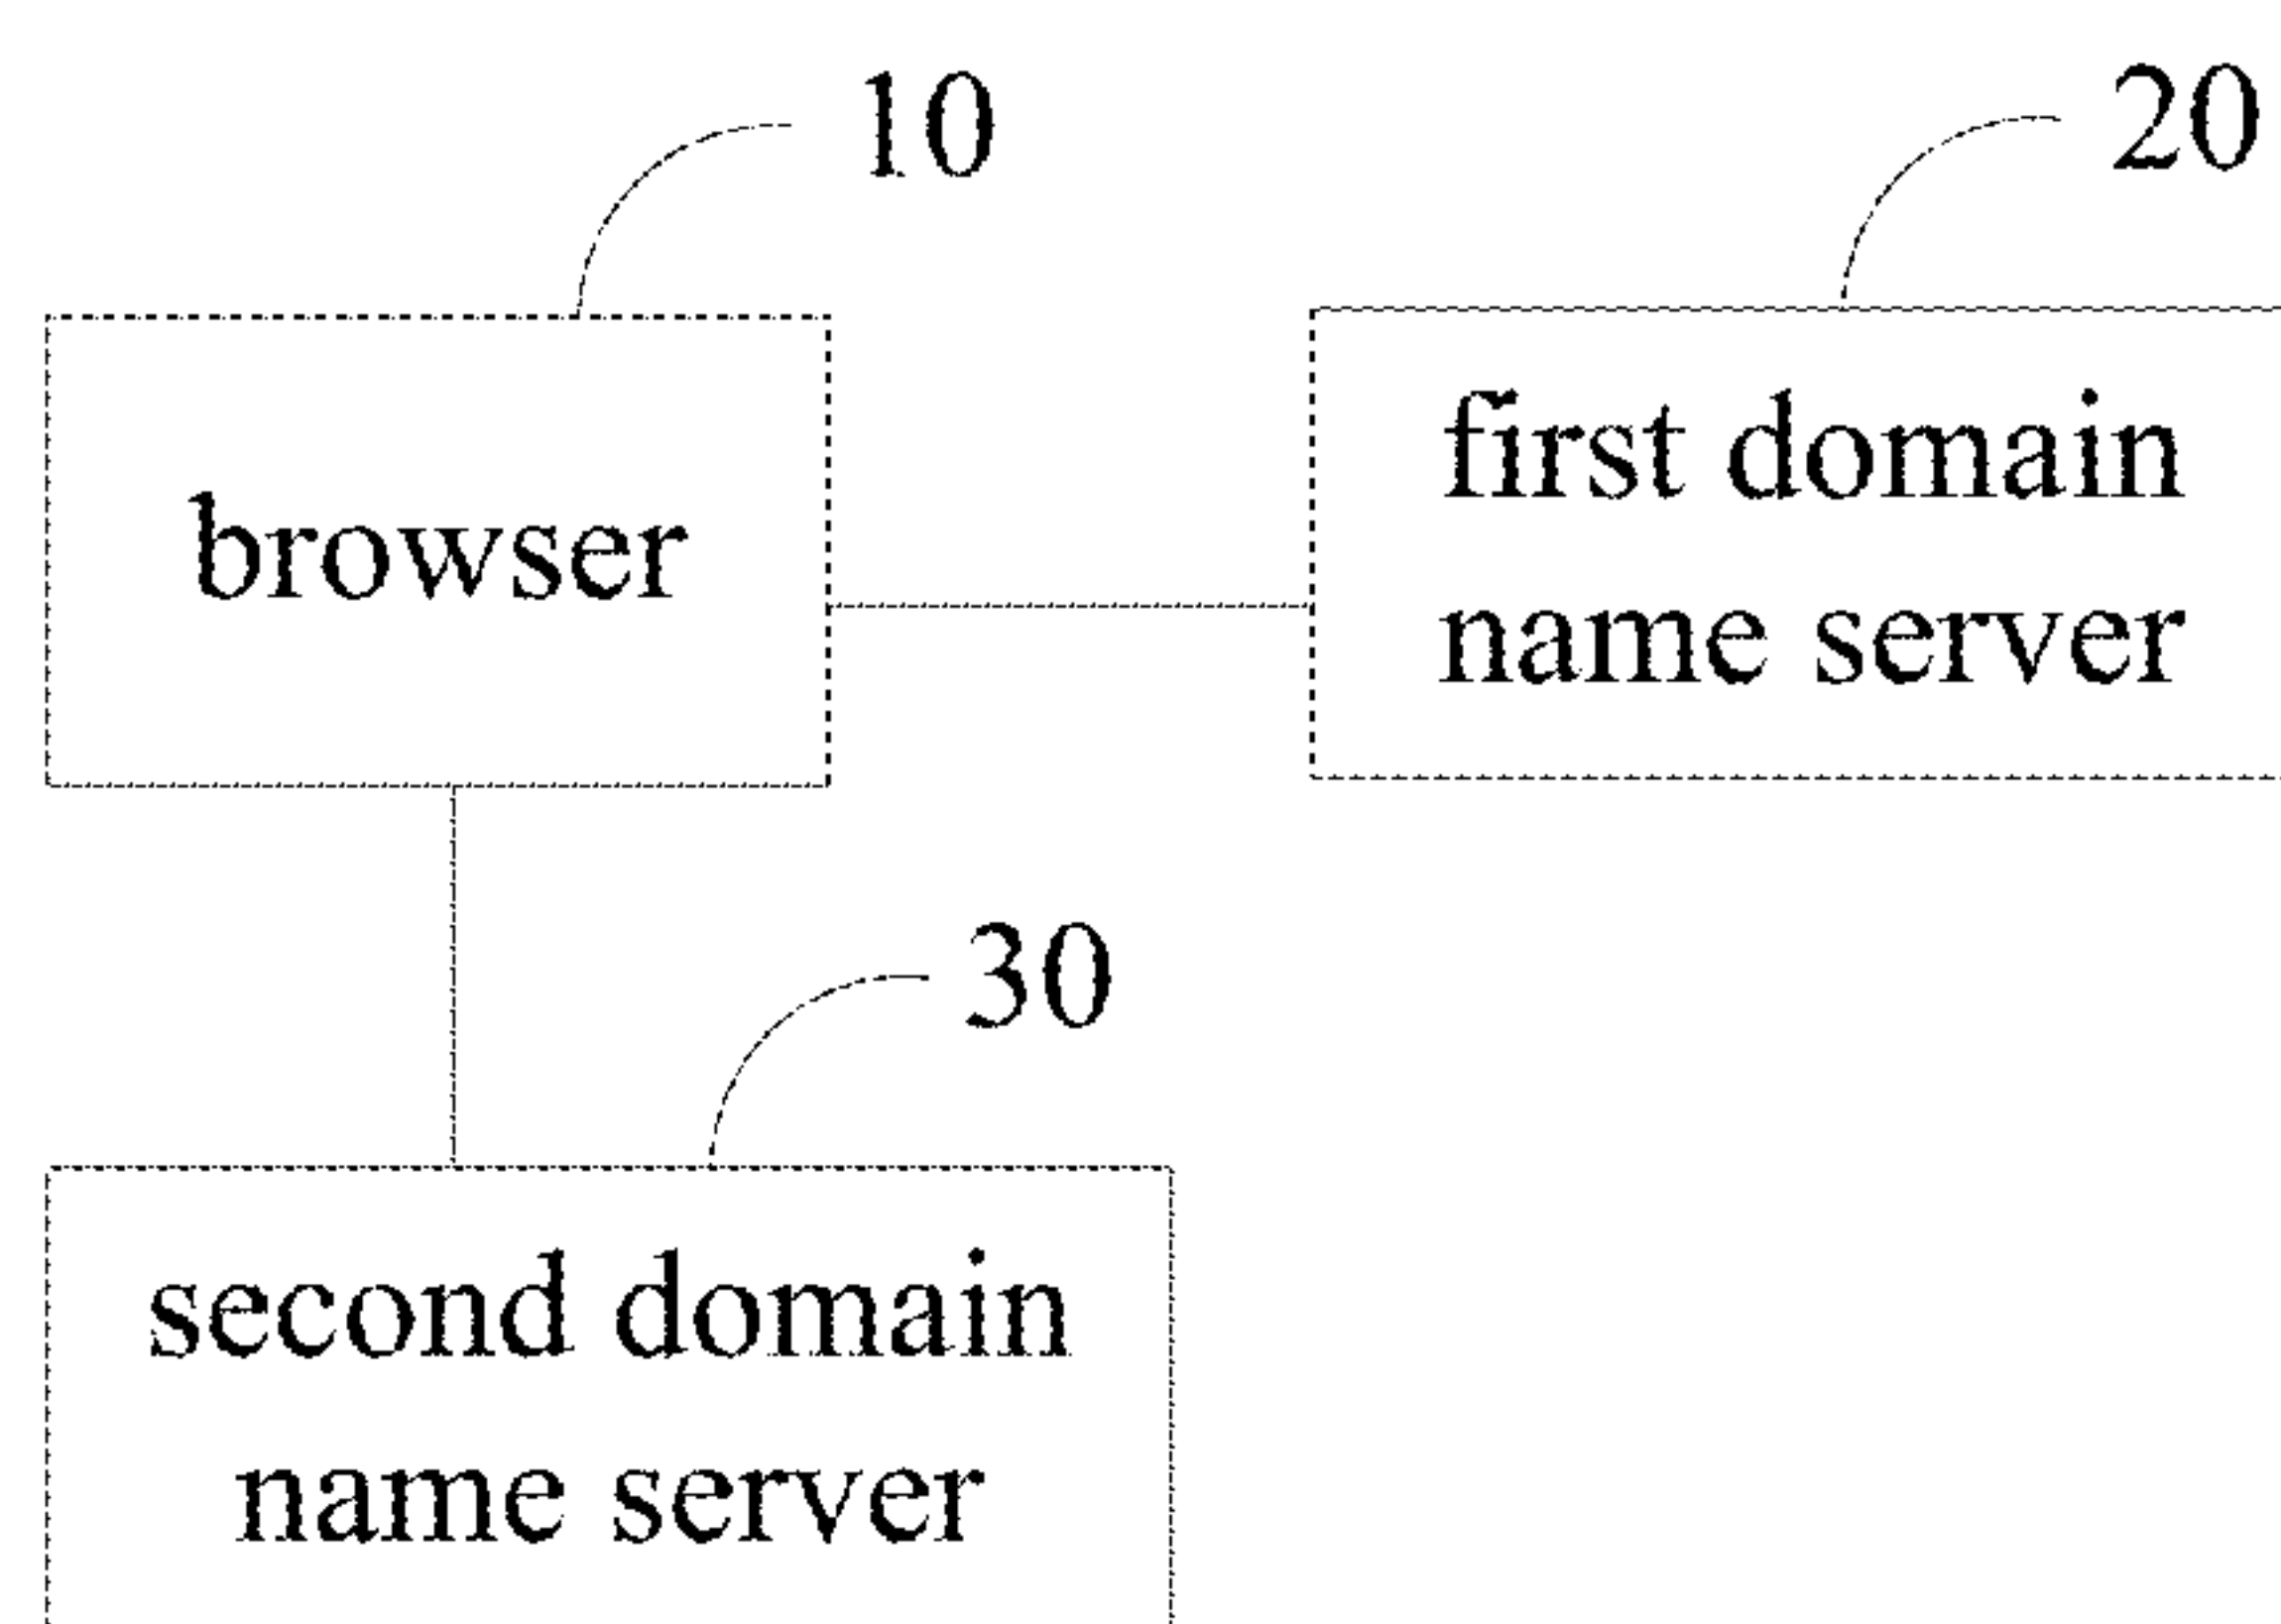 10
20
browser
first domain
name server
30
second domain
name server